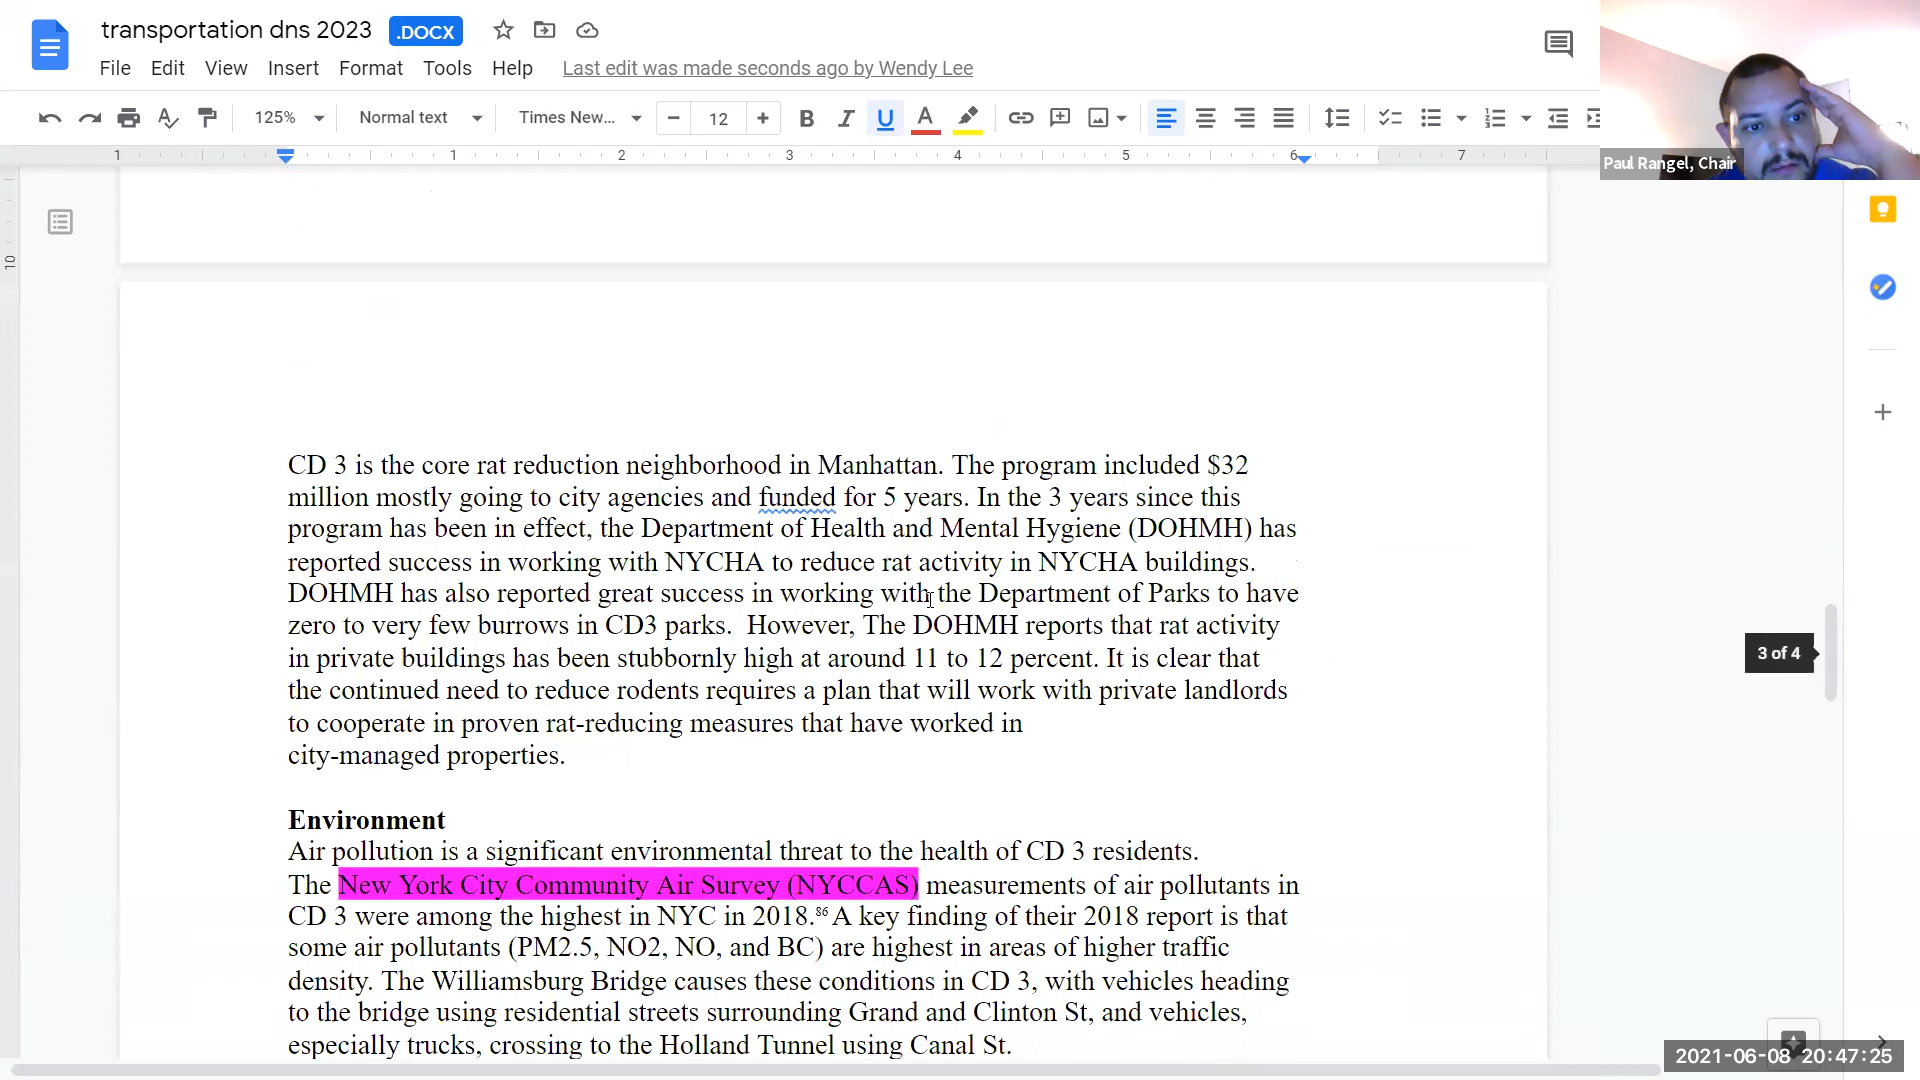 transportation dns 2023 .DOCX
File Edit View Insert Format Tools Help Last edit was made seconds ago by Wendy Lee
125% Normal text Times New... 12 B I U A
1 1 2 3 4 5 6 7
Paul Rangel, Chair
10
CD 3 is the core rat reduction neighborhood in Manhattan. The program included $32
million mostly going to city agencies and funded for 5 years. In the 3 years since this
program has been in effect, the Department of Health and Mental Hygiene (DOHMH) has
reported success in working with NYCHA to reduce rat activity in NYCHA buildings.
DOHMH has also reported great success in working with the Department of Parks to have
zero to very few burrows in CD3 parks.  However, The DOHMH reports that rat activity
in private buildings has been stubbornly high at around 11 to 12 percent. It is clear that
the continued need to reduce rodents requires a plan that will work with private landlords
to cooperate in proven rat-reducing measures that have worked in
city-managed properties.
3 of 4
Environment
Air pollution is a significant environmental threat to the health of CD 3 residents.
The New York City Community Air Survey (NYCCAS) measurements of air pollutants in
CD 3 were among the highest in NYC in 2018.⁸⁶ A key finding of their 2018 report is that
some air pollutants (PM2.5, NO2, NO, and BC) are highest in areas of higher traffic
density. The Williamsburg Bridge causes these conditions in CD 3, with vehicles heading
to the bridge using residential streets surrounding Grand and Clinton St, and vehicles,
especially trucks, crossing to the Holland Tunnel using Canal St.
2021-06-08 20:47:25